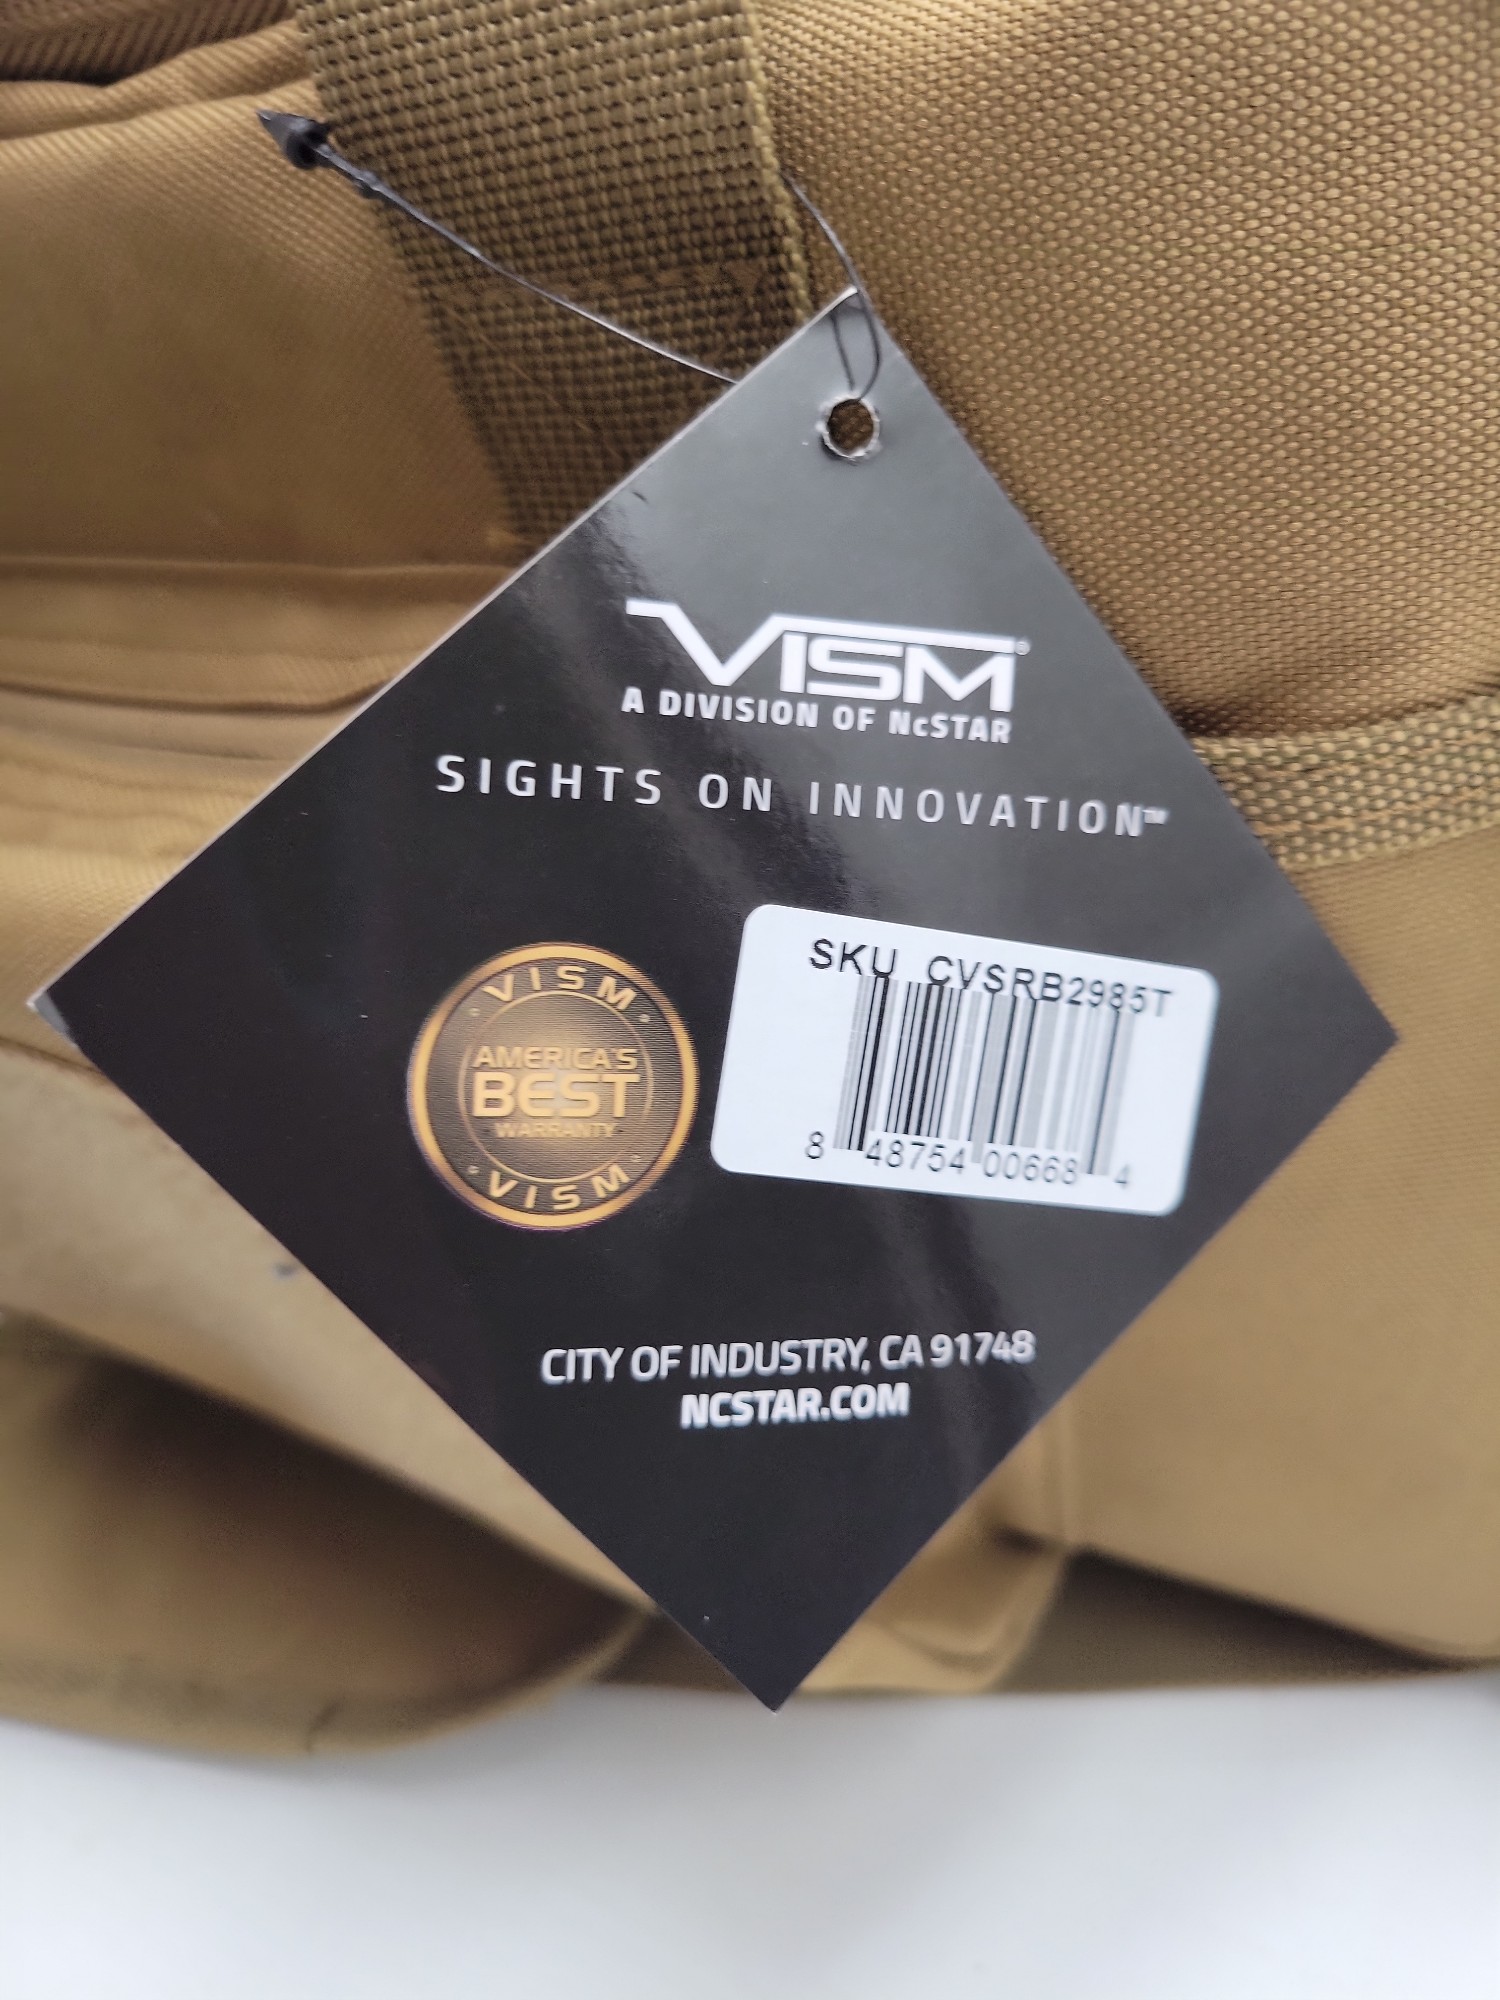 VISM®
A DIVISION OF NcSTAR
SIGHTS ON INNOVATION™
SKU CVSRB2985T
8 48754 00668 4
VISM
AMERICA'S
BEST
WARRANTY
VISM
CITY OF INDUSTRY, CA 91748
NCSTAR.COM